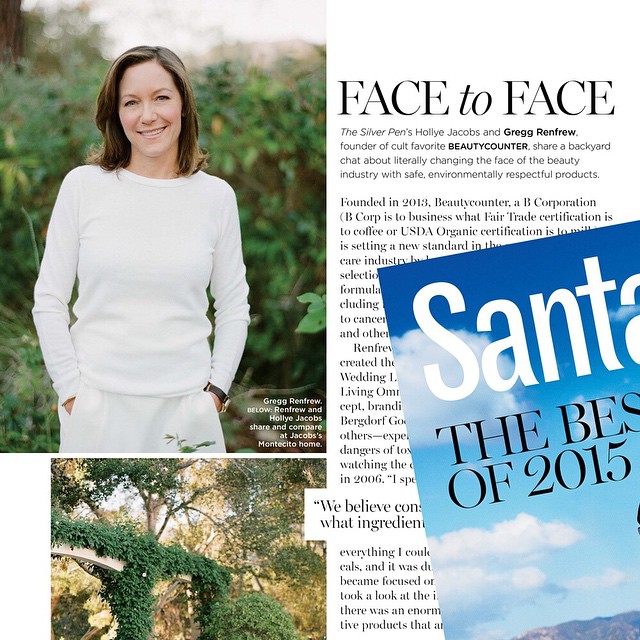 FACE to FACE
The Silver Pen's Hollye Jacobs and Gregg Renfrew,
founder of cult favorite BEAUTYCOUNTER, share a backyard
chat about literally changing the face of the beauty
industry with safe, environmentally respectful products.
Founded in 2013, Beautycounter, a B Corporation
(B Corp is to business what Fair Trade certification is
to coffee or USDA Organic certification is to
is setting a new standard in the
care industry
selectio
formula
cluding
to cancer
and other
Renfrew
created the
Wedding L
Living Omn
cept, brandi
Bergdorf Goo
others—expe
dangers of tox
watching the
in 2006. "I spe
"We believe cons
what ingredient
everything I could
cals, and it was du
became focused on
took a look at the i
there was an enorm
tive products that a
Gregg Renfrew.
BELOW: Renfrew and
Hollye Jacobs
share and compare
at Jacobs's
Montecito home.
Santa
THE BES
OF 2015